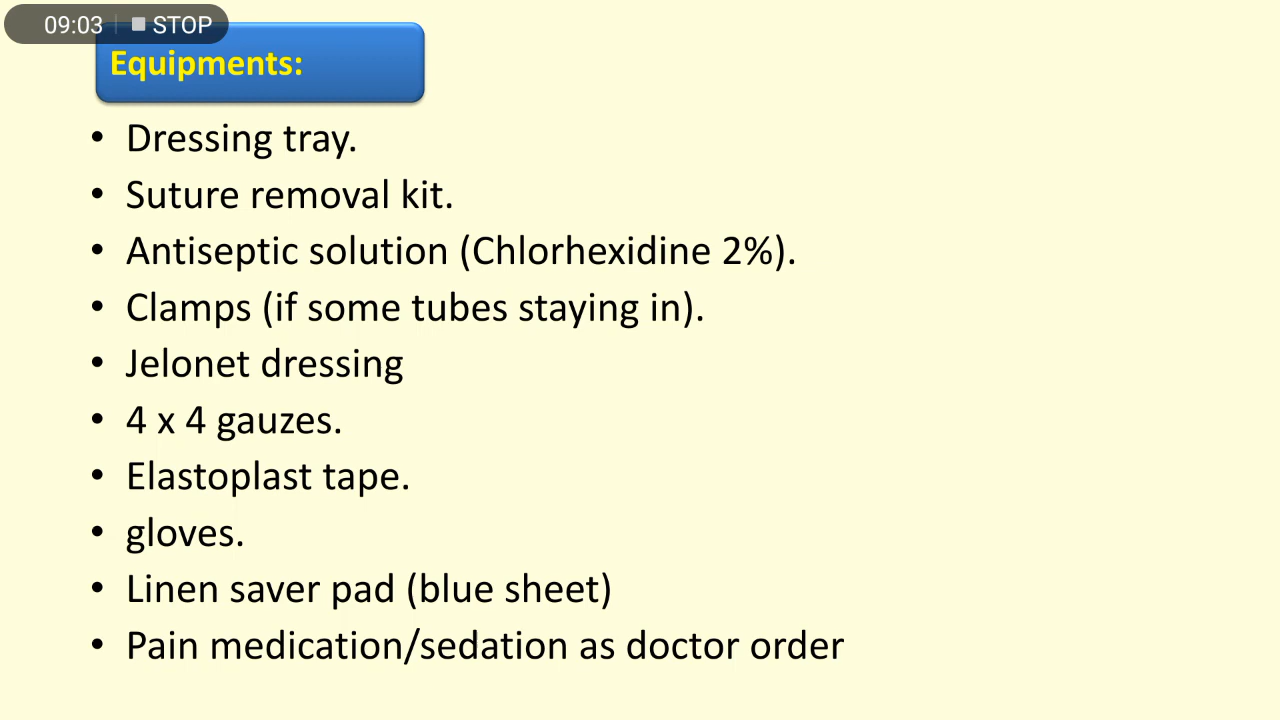 09:03 STOP
Equipments:
• Dressing tray.
• Suture removal kit.
• Antiseptic solution (Chlorhexidine 2%).
• Clamps (if some tubes staying in).
• Jelonet dressing
• 4 x 4 gauzes.
• Elastoplast tape.
• gloves.
• Linen saver pad (blue sheet)
• Pain medication/sedation as doctor order